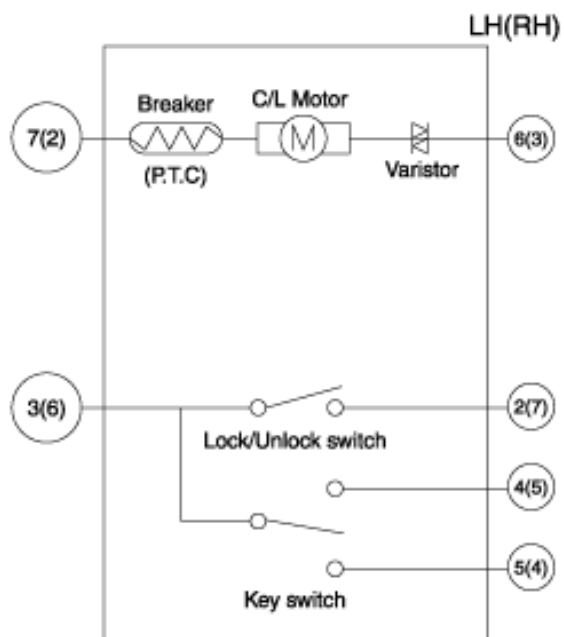 LH(RH)
Breaker
C/L Motor
7(2)
M
6(3)
(P.T.C)
Varistor
3(6)
2(7)
Lock/Unlock switch
4(5)
5(4)
Key switch